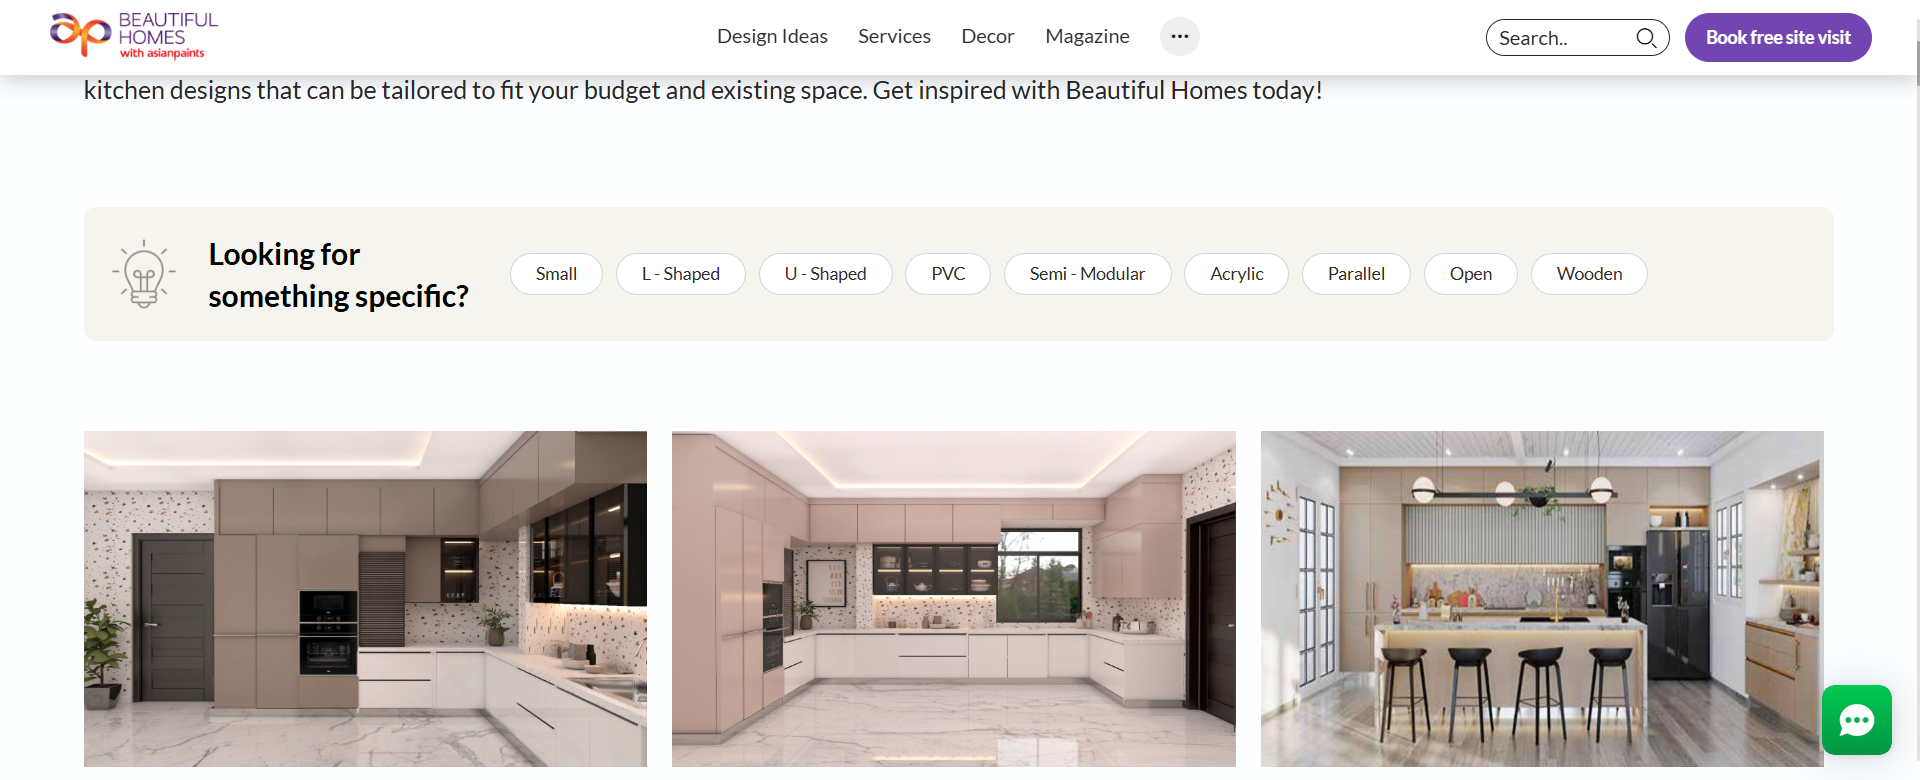 BEAUTIFUL
HOMES
with asianpaints
Design Ideas
Services
Decor
Magazine
Search..
Book free site visit
kitchen designs that can be tailored to fit your budget and existing space. Get inspired with Beautiful Homes today!
Looking for
something specific?
Small
L - Shaped
U - Shaped
PVC
Semi - Modular
Acrylic
Parallel
Open
Wooden